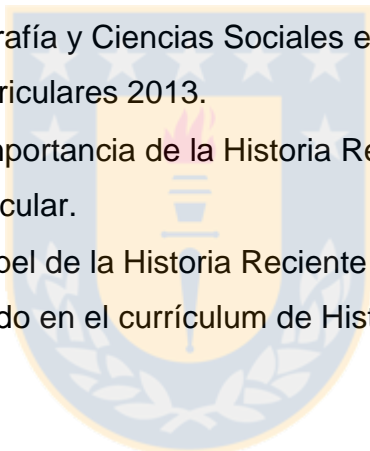 rafía y Ciencias Sociales e
riculares 2013.
mportancia de la Historia Re
cular.
pel de la Historia Reciente
do en el currículum de Hist